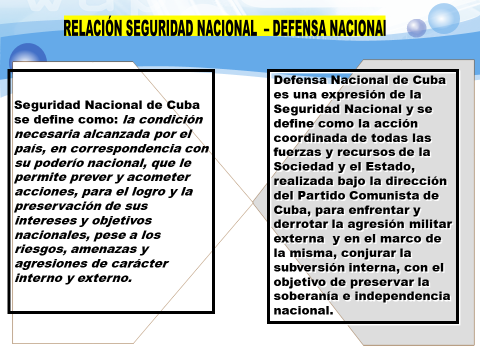 RELACIÓN SEGURIDAD NACIONAL – DEFENSA NACIONAl
Seguridad Nacional de Cuba
se define como: la condición
necesaria alcanzada por el
país, en correspondencia con
su poderío nacional, que le
permite prever y acometer
acciones, para el logro y la
preservación de sus
intereses y objetivos
nacionales, pese a los
riesgos, amenazas y
agresiones de carácter
interno y externo.
Defensa Nacional de Cuba
es una expresión de la
Seguridad Nacional y se
define como la acción
coordinada de todas las
fuerzas y recursos de la
Sociedad y el Estado,
realizada bajo la dirección
del Partido Comunista de
Cuba, para enfrentar y
derrotar la agresión militar
externa y en el marco de
la misma, conjurar la
subversión interna, con el
objetivo de preservar la
soberanía e independencia
nacional.